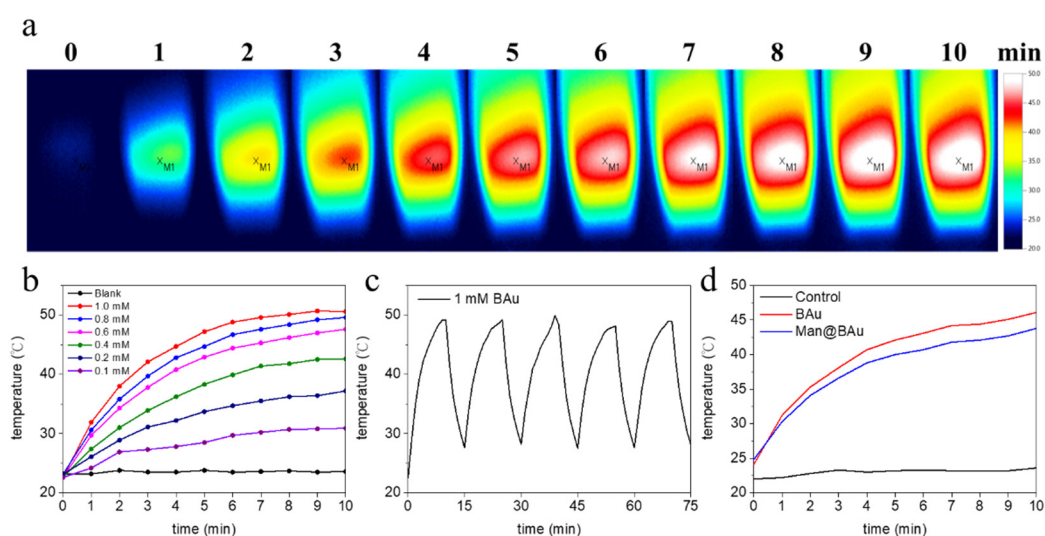 a
0 1 2 3 4 5 6 7 8 9 10 min
M1 M1 M1 M1 M1 M1 M1 M1 M1 M1 M1
50.0
45.0
40.0
35.0
30.0
25.0
20.0
b
Blank
1.0 mM
0.8 mM
0.6 mM
0.4 mM
0.2 mM
0.1 mM
temperature (℃)
50
40
30
20
0 1 2 3 4 5 6 7 8 9 10
time (min)
c
1 mM BAu
temperature (℃)
50
40
30
20
0 15 30 45 60 75
time (min)
d
Control
BAu
Man@BAu
temperature (℃)
50
45
40
35
30
25
20
0 1 2 3 4 5 6 7 8 9 10
time (min)